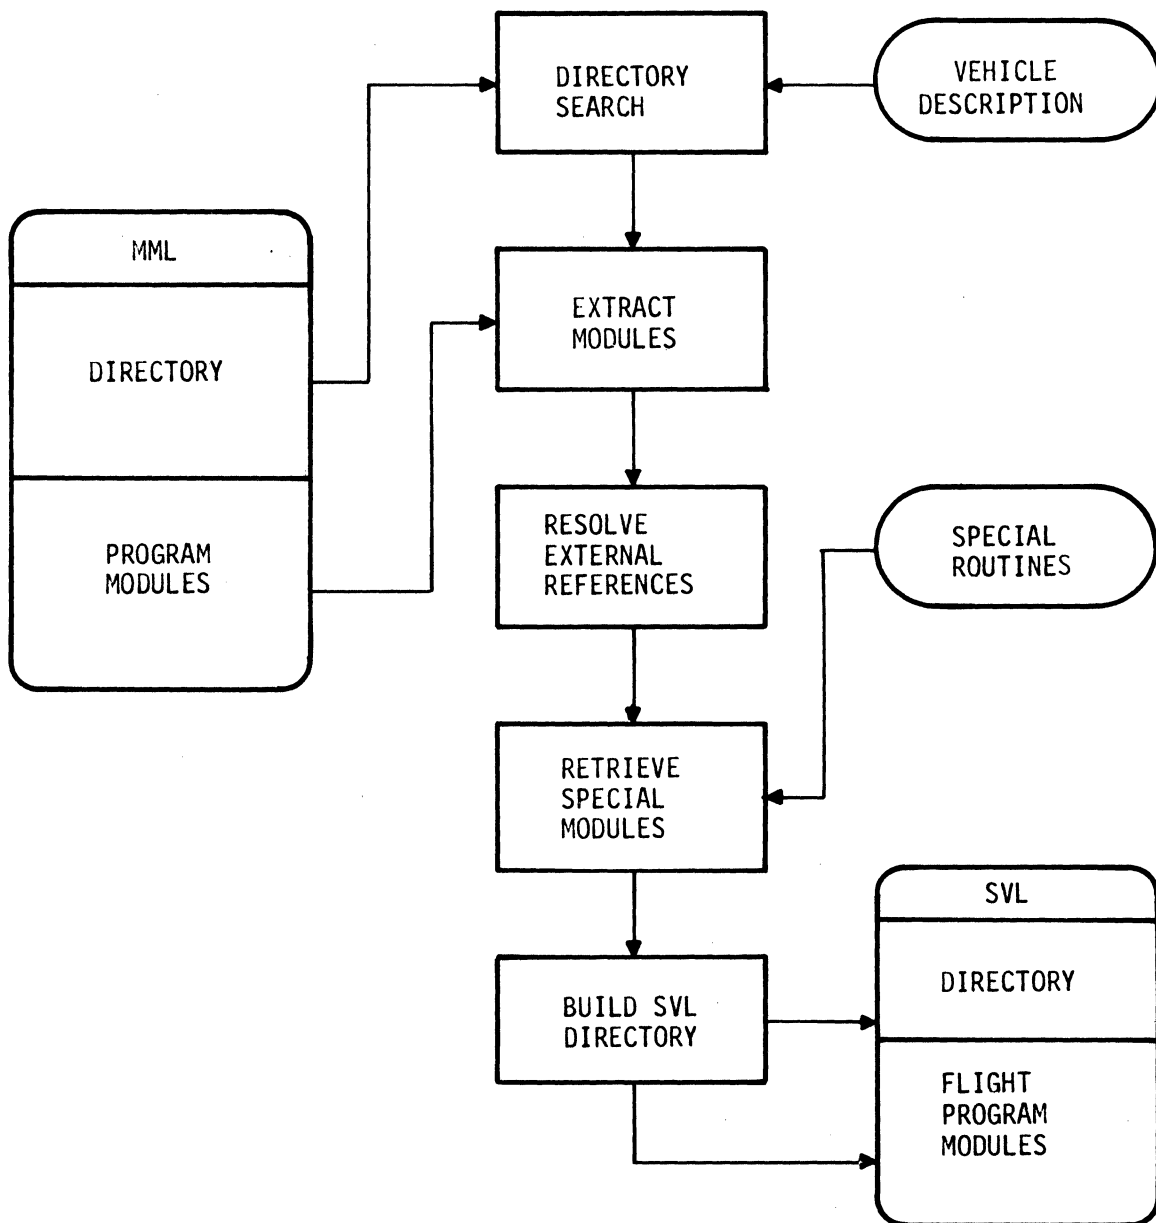 DIRECTORY
SEARCH
VEHICLE
DESCRIPTION
MML
DIRECTORY
PROGRAM
MODULES
EXTRACT
MODULES
RESOLVE
EXTERNAL
REFERENCES
SPECIAL
ROUTINES
RETRIEVE
SPECIAL
MODULES
BUILD SVL
DIRECTORY
SVL
DIRECTORY
FLIGHT
PROGRAM
MODULES